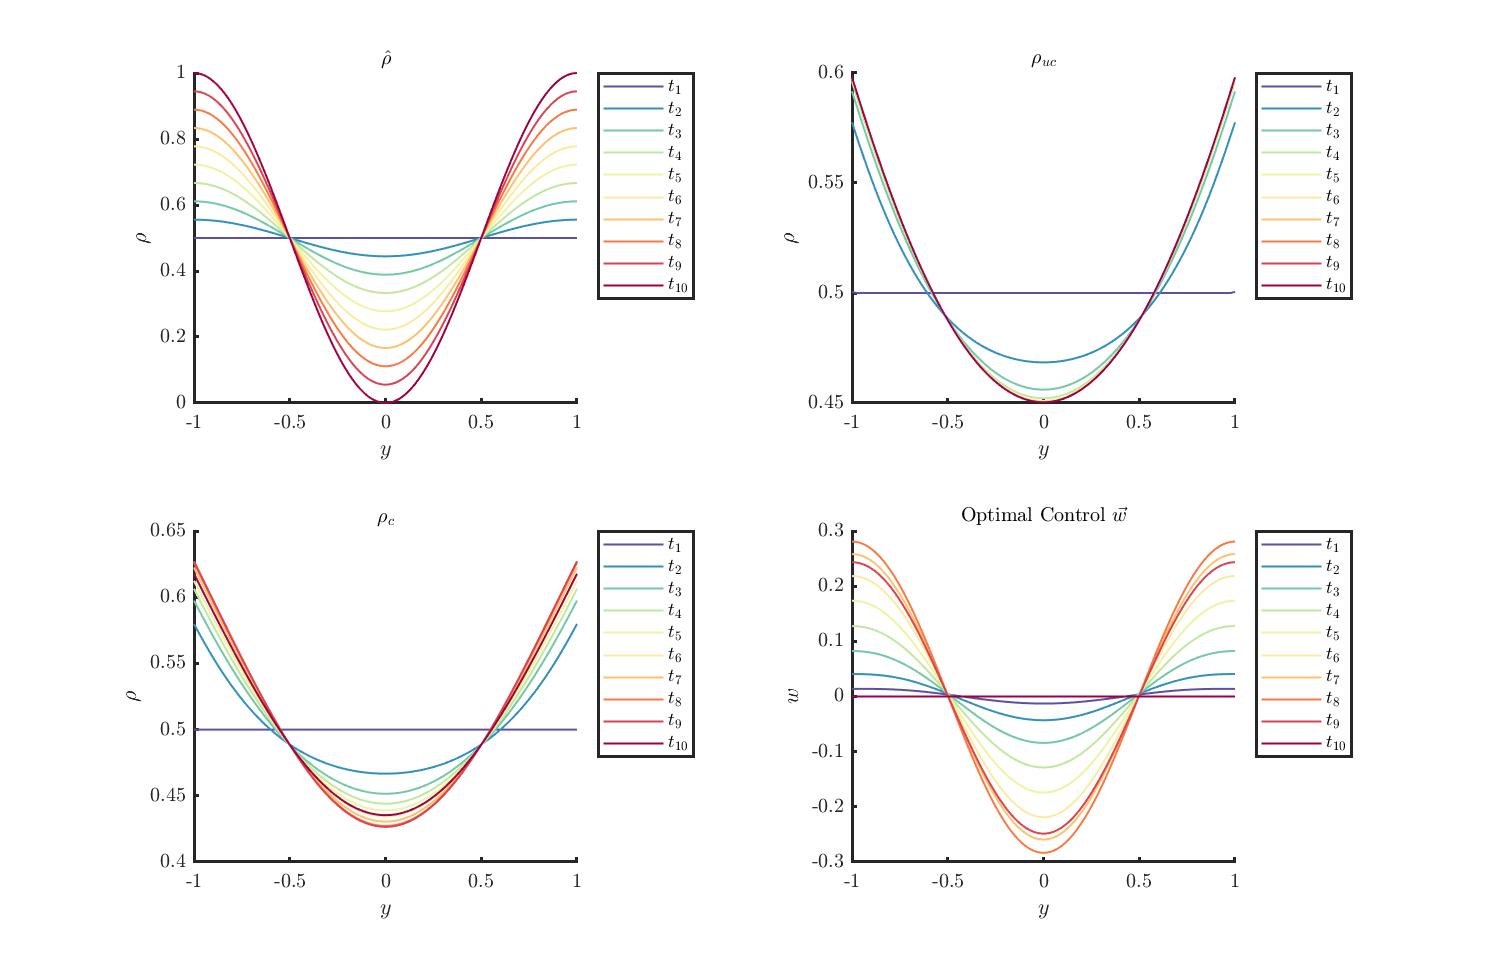 ρ̂
1
0.8
0.6
0.4
0.2
0
ρ
-1 -0.5 0 0.5 1
y
t₁
t₂
t₃
t₄
t₅
t₆
t₇
t₈
t₉
t₁₀
ρ_uc
0.6
0.55
0.5
0.45
ρ
-1 -0.5 0 0.5 1
y
t₁
t₂
t₃
t₄
t₅
t₆
t₇
t₈
t₉
t₁₀
ρ_c
0.65
0.6
0.55
0.5
0.45
0.4
ρ
-1 -0.5 0 0.5 1
y
t₁
t₂
t₃
t₄
t₅
t₆
t₇
t₈
t₉
t₁₀
Optimal Control w⃗
0.3
0.2
0.1
0
-0.1
-0.2
-0.3
w
-1 -0.5 0 0.5 1
y
t₁
t₂
t₃
t₄
t₅
t₆
t₇
t₈
t₉
t₁₀